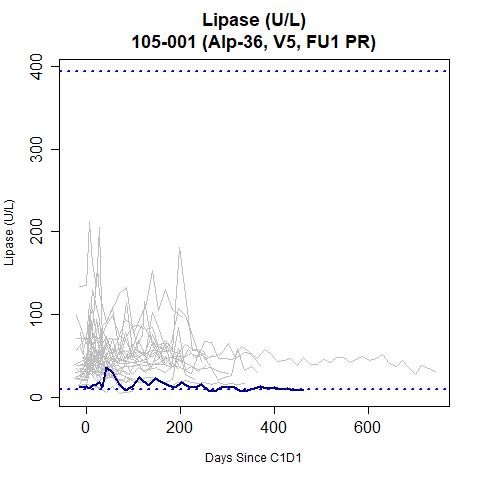 Lipase (U/L)
105-001 (Alp-36, V5, FU1 PR)
Lipase (U/L)
400
300
200
100
0
0 200 400 600
Days Since C1D1